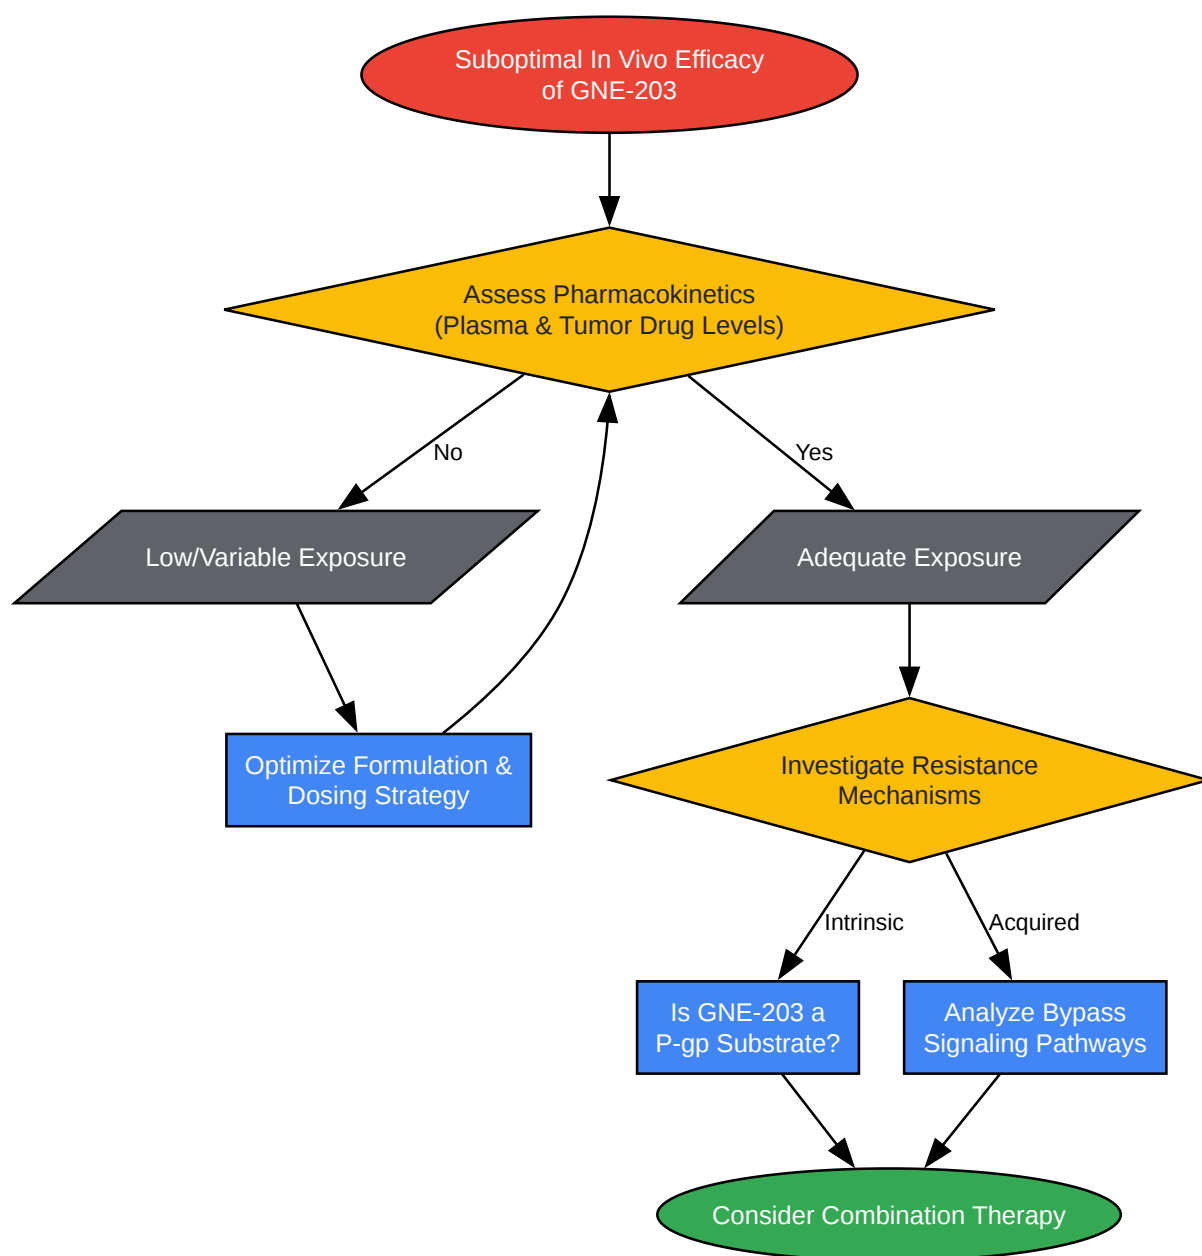 Suboptimal In Vivo Efficacy
of GNE-203
Assess Pharmacokinetics
(Plasma & Tumor Drug Levels)
No
Yes
Low/Variable Exposure
Adequate Exposure
Optimize Formulation &
Dosing Strategy
Investigate Resistance
Mechanisms
Intrinsic
Acquired
Is GNE-203 a
P-gp Substrate?
Analyze Bypass
Signaling Pathways
Consider Combination Therapy